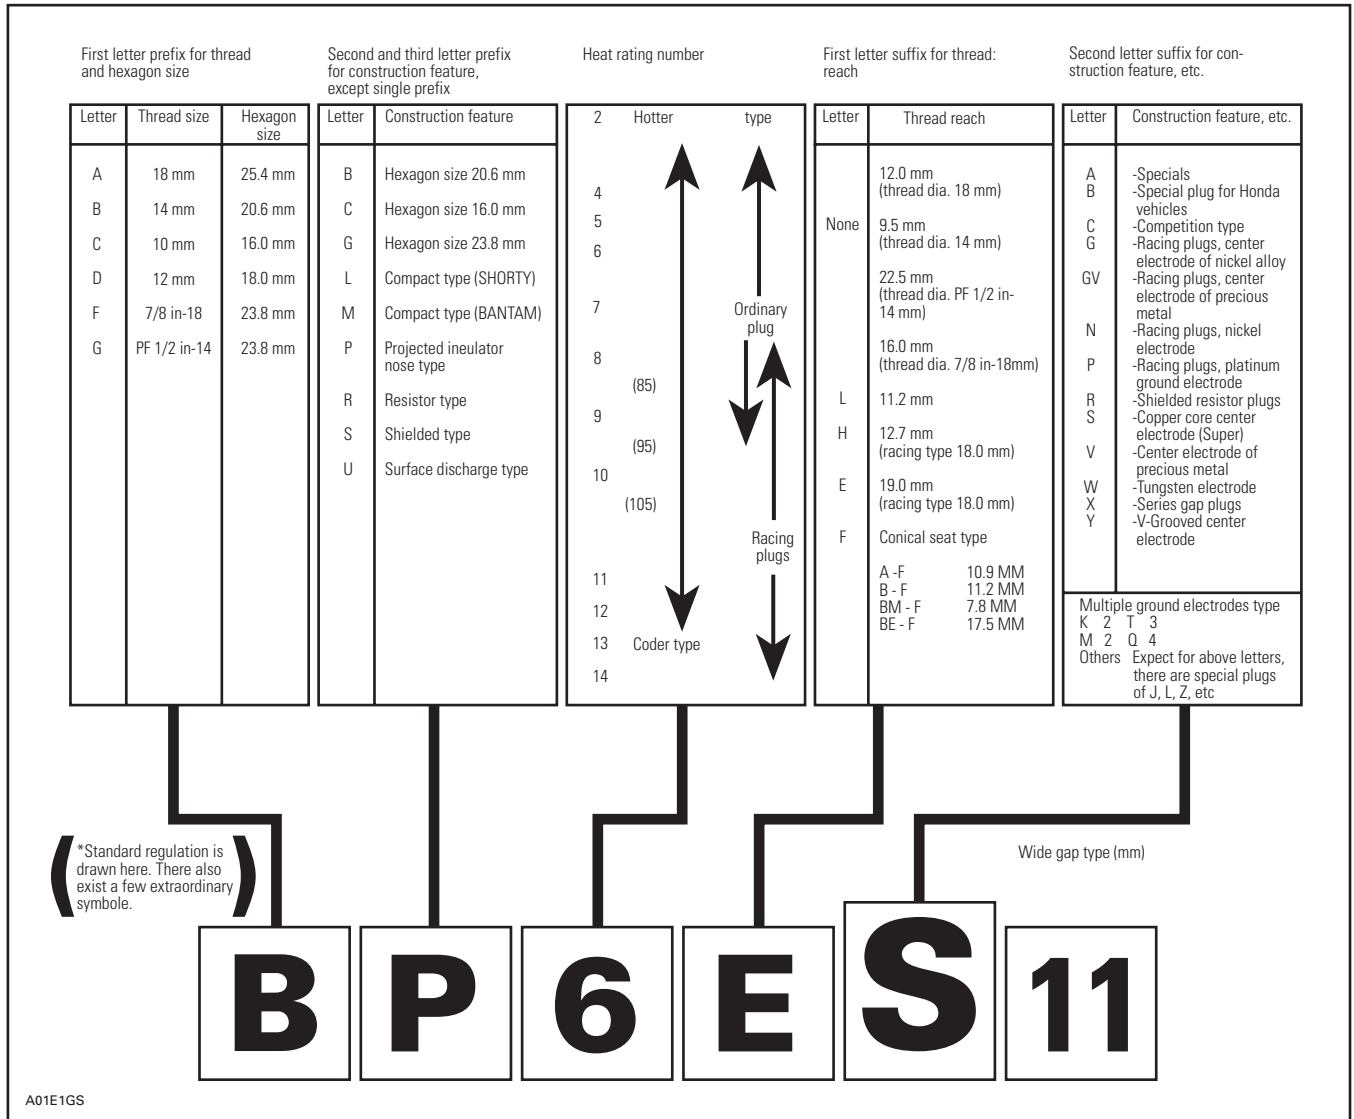 First letter prefix for thread
and hexagon size
Letter Thread size Hexagon
size
A 18 mm 25.4 mm
B 14 mm 20.6 mm
C 10 mm 16.0 mm
D 12 mm 18.0 mm
F 7/8 in-18 23.8 mm
G PF 1/2 in-14 23.8 mm
Second and third letter prefix
for construction feature,
except single prefix
Letter Construction feature
B Hexagon size 20.6 mm
C Hexagon size 16.0 mm
G Hexagon size 23.8 mm
L Compact type (SHORTY)
M Compact type (BANTAM)
P Projected ineulator
nose type
R Resistor type
S Shielded type
U Surface discharge type
Heat rating number
2 Hotter type
4
5
6
7
Ordinary
plug
8
(85)
9
(95)
10
(105)
Racing
plugs
11
12
13 Coder type
14
First letter suffix for thread:
reach
Letter Thread reach
12.0 mm
(thread dia. 18 mm)
None 9.5 mm
(thread dia. 14 mm)
22.5 mm
(thread dia. PF 1/2 in-
14 mm)
16.0 mm
(thread dia. 7/8 in-18mm)
L 11.2 mm
H 12.7 mm
(racing type 18.0 mm)
E 19.0 mm
(racing type 18.0 mm)
F Conical seat type
A -F 10.9 MM
B - F 11.2 MM
BM - F 7.8 MM
BE - F 17.5 MM
Second letter suffix for con-
struction feature, etc.
Letter Construction feature, etc.
A -Specials
B -Special plug for Honda
vehicles
C -Competition type
G -Racing plugs, center
electrode of nickel alloy
GV -Racing plugs, center
electrode of precious
metal
N -Racing plugs, nickel
electrode
P -Racing plugs, platinum
ground electrode
R -Shielded resistor plugs
S -Copper core center
electrode (Super)
V -Center electrode of
precious metal
W -Tungsten electrode
X -Series gap plugs
Y -V-Grooved center
electrode
Multiple ground electrodes type
K 2 T 3
M 2 Q 4
Others Expect for above letters,
there are special plugs
of J, L, Z, etc
*Standard regulation is
drawn here. There also
exist a few extraordinary
symbole.
Wide gap type (mm)
B P 6 E S 11
A01E1GS